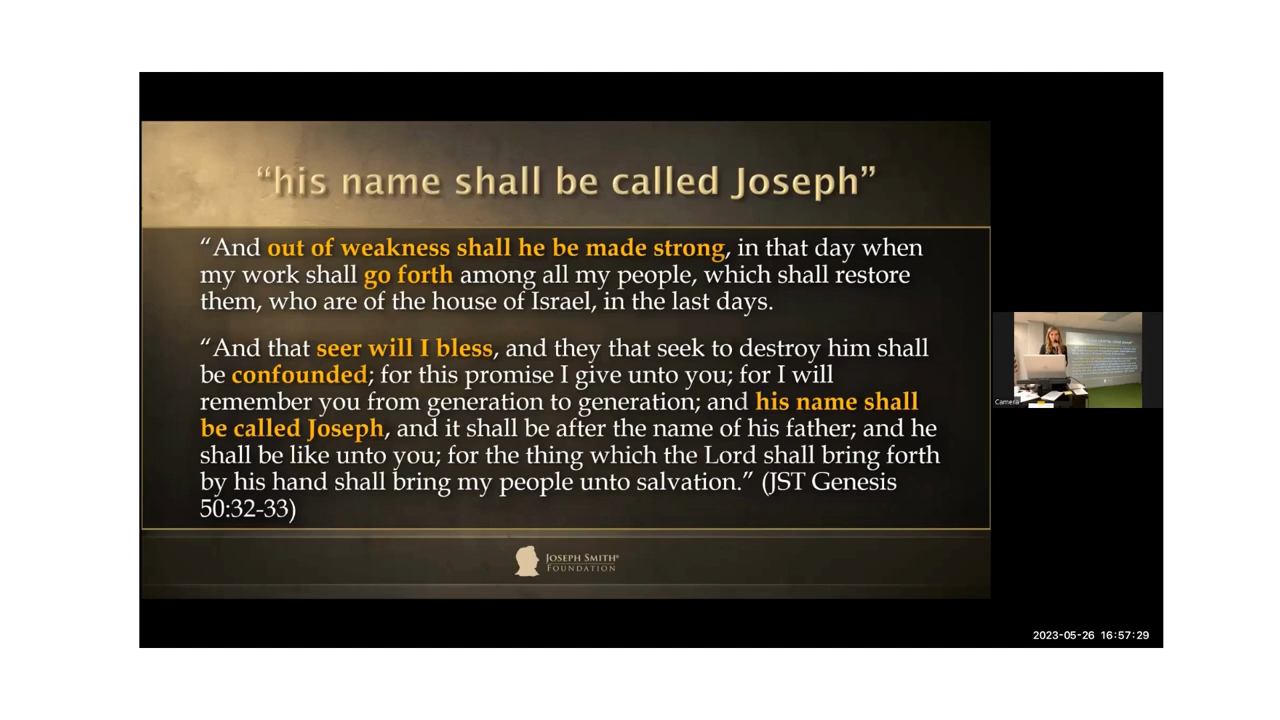 “his name shall be called Joseph”
“And out of weakness shall he be made strong, in that day when
my work shall go forth among all my people, which shall restore
them, who are of the house of Israel, in the last days.
“And that seer will I bless, and they that seek to destroy him shall
be confounded; for this promise I give unto you; for I will
remember you from generation to generation; and his name shall
be called Joseph, and it shall be after the name of his father; and he
shall be like unto you; for the thing which the Lord shall bring forth
by his hand shall bring my people unto salvation.” (JST Genesis
50:32-33)
JOSEPH SMITH®
FOUNDATION
Camera
2023-05-26 16:57:29